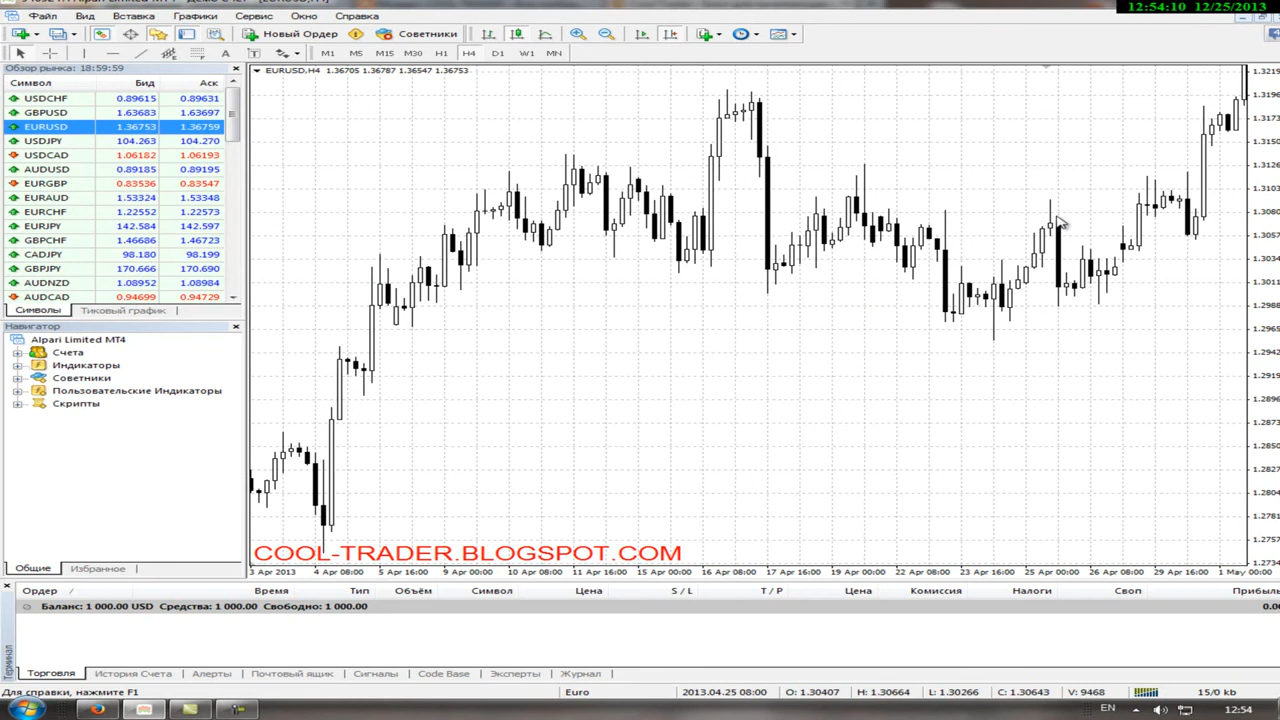 12:54:10 12/25/2013
Файл Вид Вставка Графики Сервис Окно Справка
Новый Ордер Советники
M1 M5 M15 M30 H1 H4 D1 W1 MN
Обзор рынка: 18:59:59
Символ Бид Аск
USDCHF 0.89615 0.89631
GBPUSD 1.63683 1.63697
EURUSD 1.36753 1.36759
USDJPY 104.263 104.270
USDCAD 1.06182 1.06193
AUDUSD 0.89185 0.89195
EURGBP 0.83536 0.83547
EURAUD 1.53324 1.53348
EURCHF 1.22552 1.22573
EURJPY 142.584 142.597
GBPCHF 1.46686 1.46723
CADJPY 98.180 98.199
GBPJPY 170.666 170.690
AUDNZD 1.08952 1.08984
AUDCAD 0.94699 0.94729
Символы Тиковый график
Навигатор
Alpari Limited MT4
Счета
Индикаторы
Советники
Пользовательские Индикаторы
Скрипты
Общие Избранное
EURUSD,H4 1.36705 1.36787 1.36547 1.36753
1.3219
1.3196
1.3173
1.3150
1.3126
1.3103
1.3080
1.3057
1.3034
1.3011
1.2988
1.2965
1.2942
1.2919
1.2896
1.2873
1.2850
1.2827
1.2804
1.2781
1.2757
1.2734
COOL-TRADER.BLOGSPOT.COM
3 Apr 2013 4 Apr 08:00 5 Apr 16:00 9 Apr 00:00 10 Apr 08:00 11 Apr 16:00 15 Apr 00:00 16 Apr 08:00 17 Apr 16:00 19 Apr 00:00 22 Apr 08:00 23 Apr 16:00 25 Apr 00:00 26 Apr 08:00 29 Apr 16:00 1 May 00:00
Ордер Время Тип Объём Символ Цена S / L T / P Цена Комиссия Налоги Своп Прибыль
Баланс: 1 000.00 USD Средства: 1 000.00 Свободно: 1 000.00 0.0
Терминал
Торговля История Счета Алерты Почтовый ящик Сигналы Code Base Эксперты Журнал
Для справки, нажмите F1 Euro 2013.04.25 08:00 O: 1.30407 H: 1.30664 L: 1.30266 C: 1.30643 V: 9468 15/0 kb
EN 12:54